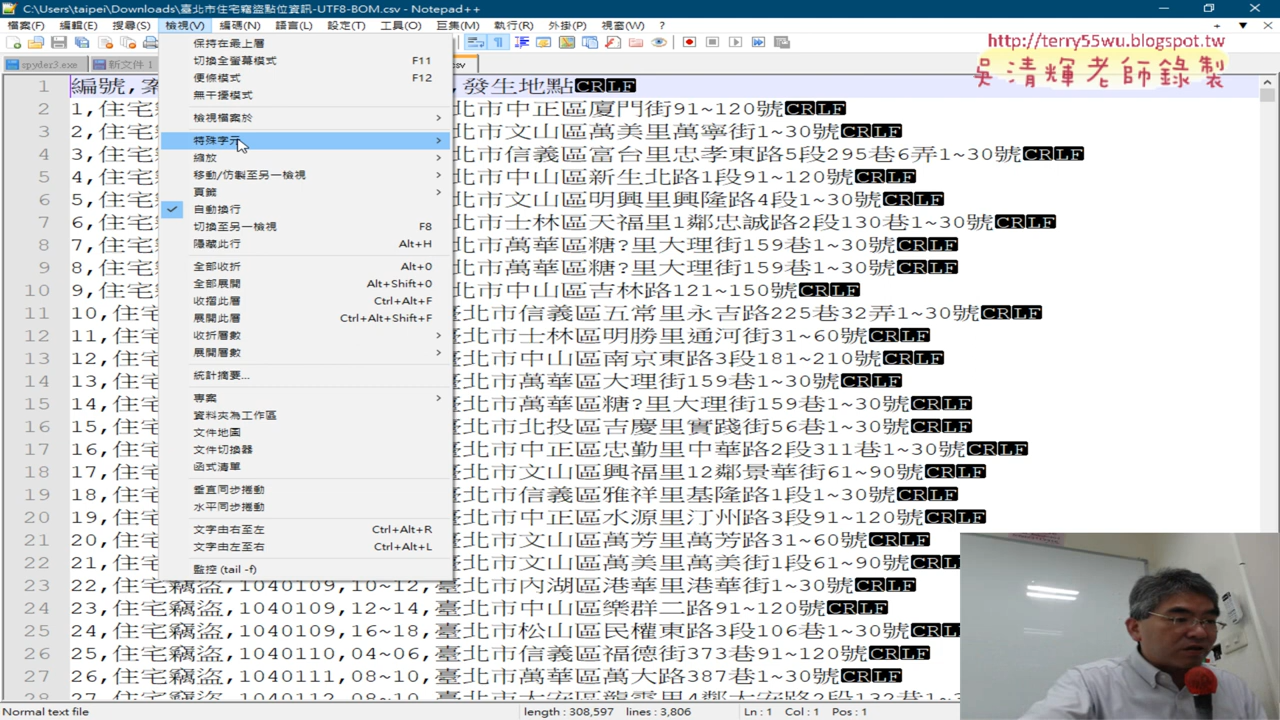 C:\Users\taipei\Downloads\臺北市住宅竊盜點位資訊-UTF8-BOM.csv - Notepad++
檔案(F) 編輯(E) 搜尋(S) 檢視(V) 編碼(N) 語言(L) 設定(T) 工具(O) 巨集(M) 執行(R) 外掛(P) 視窗(W) ?
http://terry55wu.blogspot.tw
吳清輝老師錄製
spyder3.exe 新文件 1
保持在最上層
切換全螢幕模式 F11
便條模式 F12
無干擾模式
檢視檔案於
特殊字元
縮放
移動/仿製至另一檢視
頁籤
自動換行
切換至另一檢視 F8
隱藏此行 Alt+H
全部收折 Alt+0
全部展開 Alt+Shift+0
收摺此層 Ctrl+Alt+F
展開此層 Ctrl+Alt+Shift+F
收折層數
展開層數
統計摘要...
專案
資料夾為工作區
文件地圖
文件切換器
函式清單
垂直同步捲動
水平同步捲動
文字由右至左 Ctrl+Alt+R
文字由左至右 Ctrl+Alt+L
監控 (tail -f)
1 編號,案 ,發生地點CRLF
2 1,住宅 北市中正區廈門街91~120號CRLF
3 2,住宅 北市文山區萬美里萬寧街1~30號CRLF
4 3,住宅 北市信義區富台里忠孝東路5段295巷6弄1~30號CRLF
5 4,住宅 北市中山區新生北路1段91~120號CRLF
6 5,住宅 北市文山區明興里興隆路4段1~30號CRLF
7 6,住宅 北市士林區天福里1鄰忠誠路2段130巷1~30號CRLF
8 7,住宅 北市萬華區糖?里大理街159巷1~30號CRLF
9 8,住宅 北市萬華區糖?里大理街159巷1~30號CRLF
10 9,住宅 北市中山區吉林路121~150號CRLF
11 10,住宅 北市信義區五常里永吉路225巷32弄1~30號CRLF
12 11,住宅 北市士林區明勝里通河街31~60號CRLF
13 12,住宅 北市中山區南京東路3段181~210號CRLF
14 13,住宅 北市萬華區大理街159巷1~30號CRLF
15 14,住宅 北市萬華區糖?里大理街159巷1~30號CRLF
16 15,住宅 北市北投區吉慶里實踐街56巷1~30號CRLF
17 16,住宅 北市中正區忠勤里中華路2段311巷1~30號CRLF
18 17,住宅 北市文山區興福里12鄰景華街61~90號CRLF
19 18,住宅 北市信義區雅祥里基隆路1段1~30號CRLF
20 19,住宅 北市中正區水源里汀州路3段91~120號CRLF
21 20,住宅 北市文山區萬芳里萬芳路31~60號CRLF
22 21,住宅 北市文山區萬美里萬美街1段61~90號CRLF
23 22,住宅竊盜,1040109,10~12,臺北市內湖區港華里港華街1~30號CRLF
24 23,住宅竊盜,1040109,12~14,臺北市中山區樂群二路91~120號CRLF
25 24,住宅竊盜,1040109,16~18,臺北市松山區民權東路3段106巷1~30號CRL
26 25,住宅竊盜,1040110,04~06,臺北市信義區福德街373巷91~120號CRLF
27 26,住宅竊盜,1040110,08~10,臺北市萬華區大路387巷1~30號CRLF
28 27,住宅竊盜,1040111,08~10,臺北市大安區龍雲里4鄰大安路2段132巷1~30
Normal text file length : 308,597 lines : 3,806 Ln : 1 Col : 1 Pos : 1